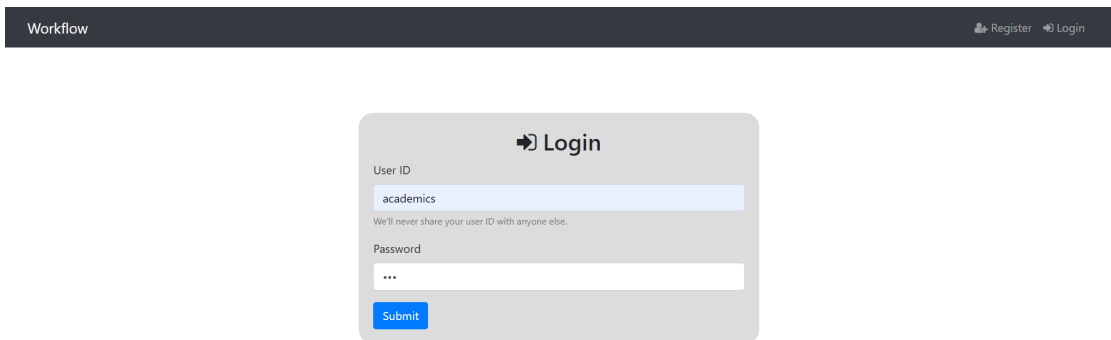 Workflow
Register Login
Login
User ID
academics
We'll never share your user ID with anyone else.
Password
•••
Submit